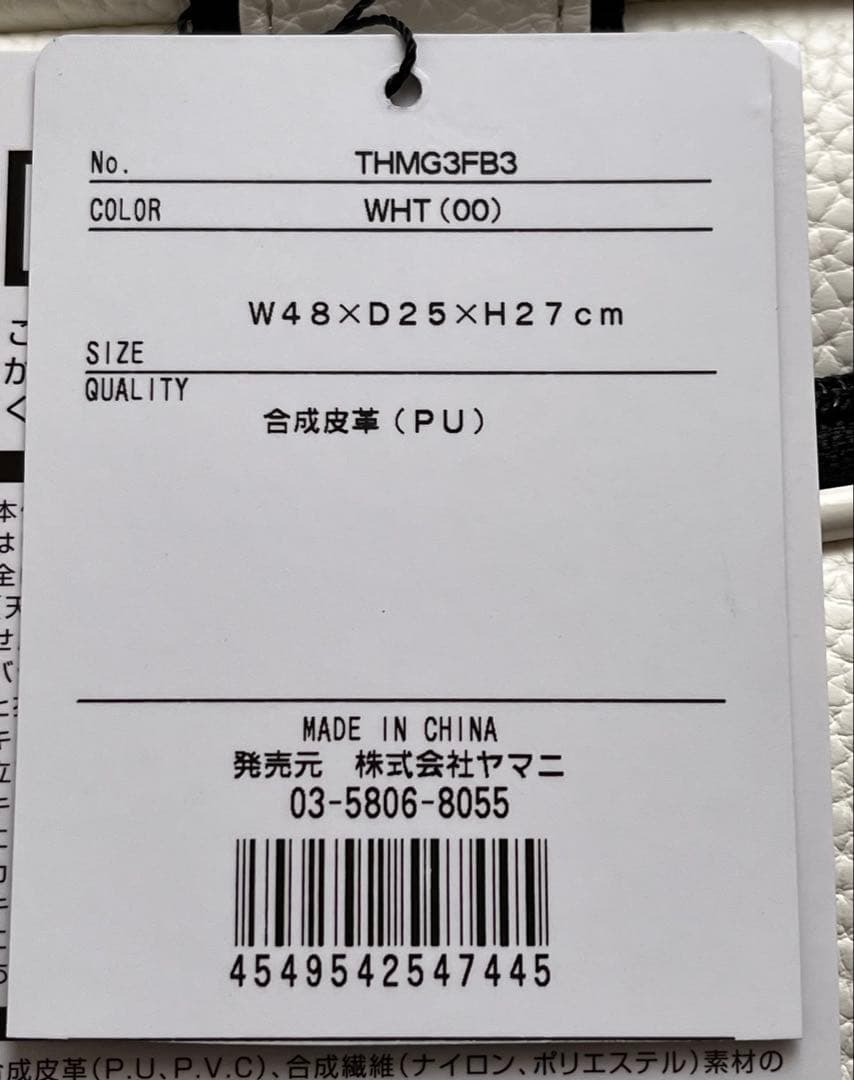 No. THMG3FB3
COLOR WHT(00)
W48×D25×H27cm
SIZE
QUALITY
合成皮革(PU)
MADE IN CHINA
発売元 株式会社ヤマニ
03-5806-8055
4549542547445
合成皮革(P.U、P.V.C)、合成繊維(ナイロン、ポリエステル)素材の